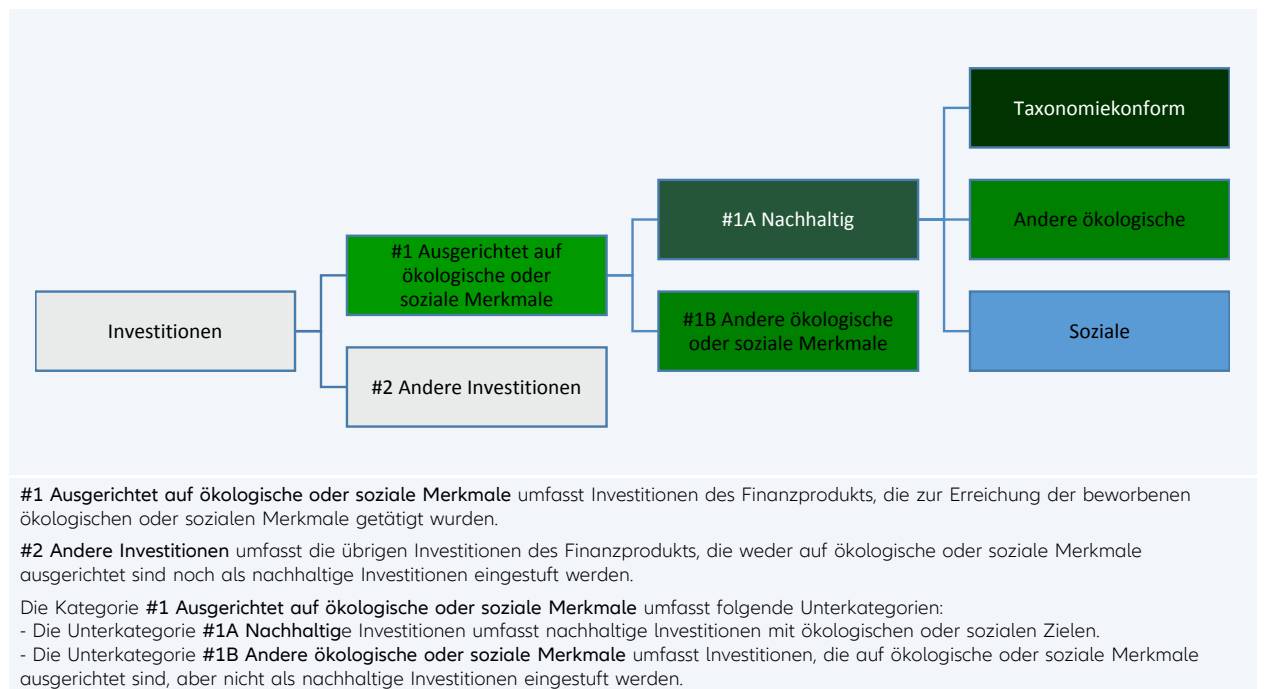 Taxonomiekonform
#1A Nachhaltig
Andere ökologische
#1 Ausgerichtet auf
ökologische oder
soziale Merkmale
Investitionen
#1B Andere ökologische
oder soziale Merkmale
Soziale
#2 Andere Investitionen
#1 Ausgerichtet auf ökologische oder soziale Merkmale umfasst Investitionen des Finanzprodukts, die zur Erreichung der beworbenen
ökologischen oder sozialen Merkmale getätigt wurden.
#2 Andere Investitionen umfasst die übrigen Investitionen des Finanzprodukts, die weder auf ökologische oder soziale Merkmale
ausgerichtet sind noch als nachhaltige Investitionen eingestuft werden.
Die Kategorie #1 Ausgerichtet auf ökologische oder soziale Merkmale umfasst folgende Unterkategorien:
- Die Unterkategorie #1A Nachhaltige Investitionen umfasst nachhaltige lnvestitionen mit ökologischen oder sozialen Zielen.
- Die Unterkategorie #1B Andere ökologische oder soziale Merkmale umfasst lnvestitionen, die auf ökologische oder soziale Merkmale
ausgerichtet sind, aber nicht als nachhaltige Investitionen eingestuft werden.